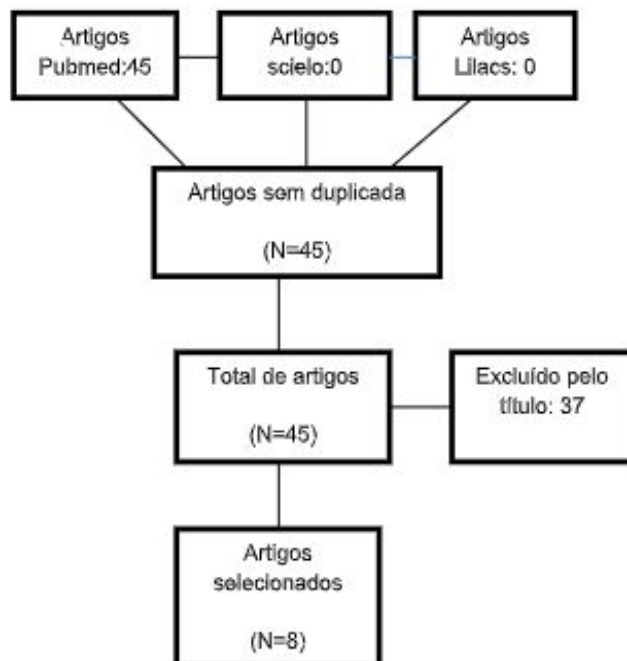 Artigos
Pubmed:45
Artigos
scielo:0
Artigos
Lilacs: 0
Artigos sem duplicada
(N=45)
Total de artigos
(N=45)
Excluído pelo
título: 37
Artigos
selecionados
(N=8)